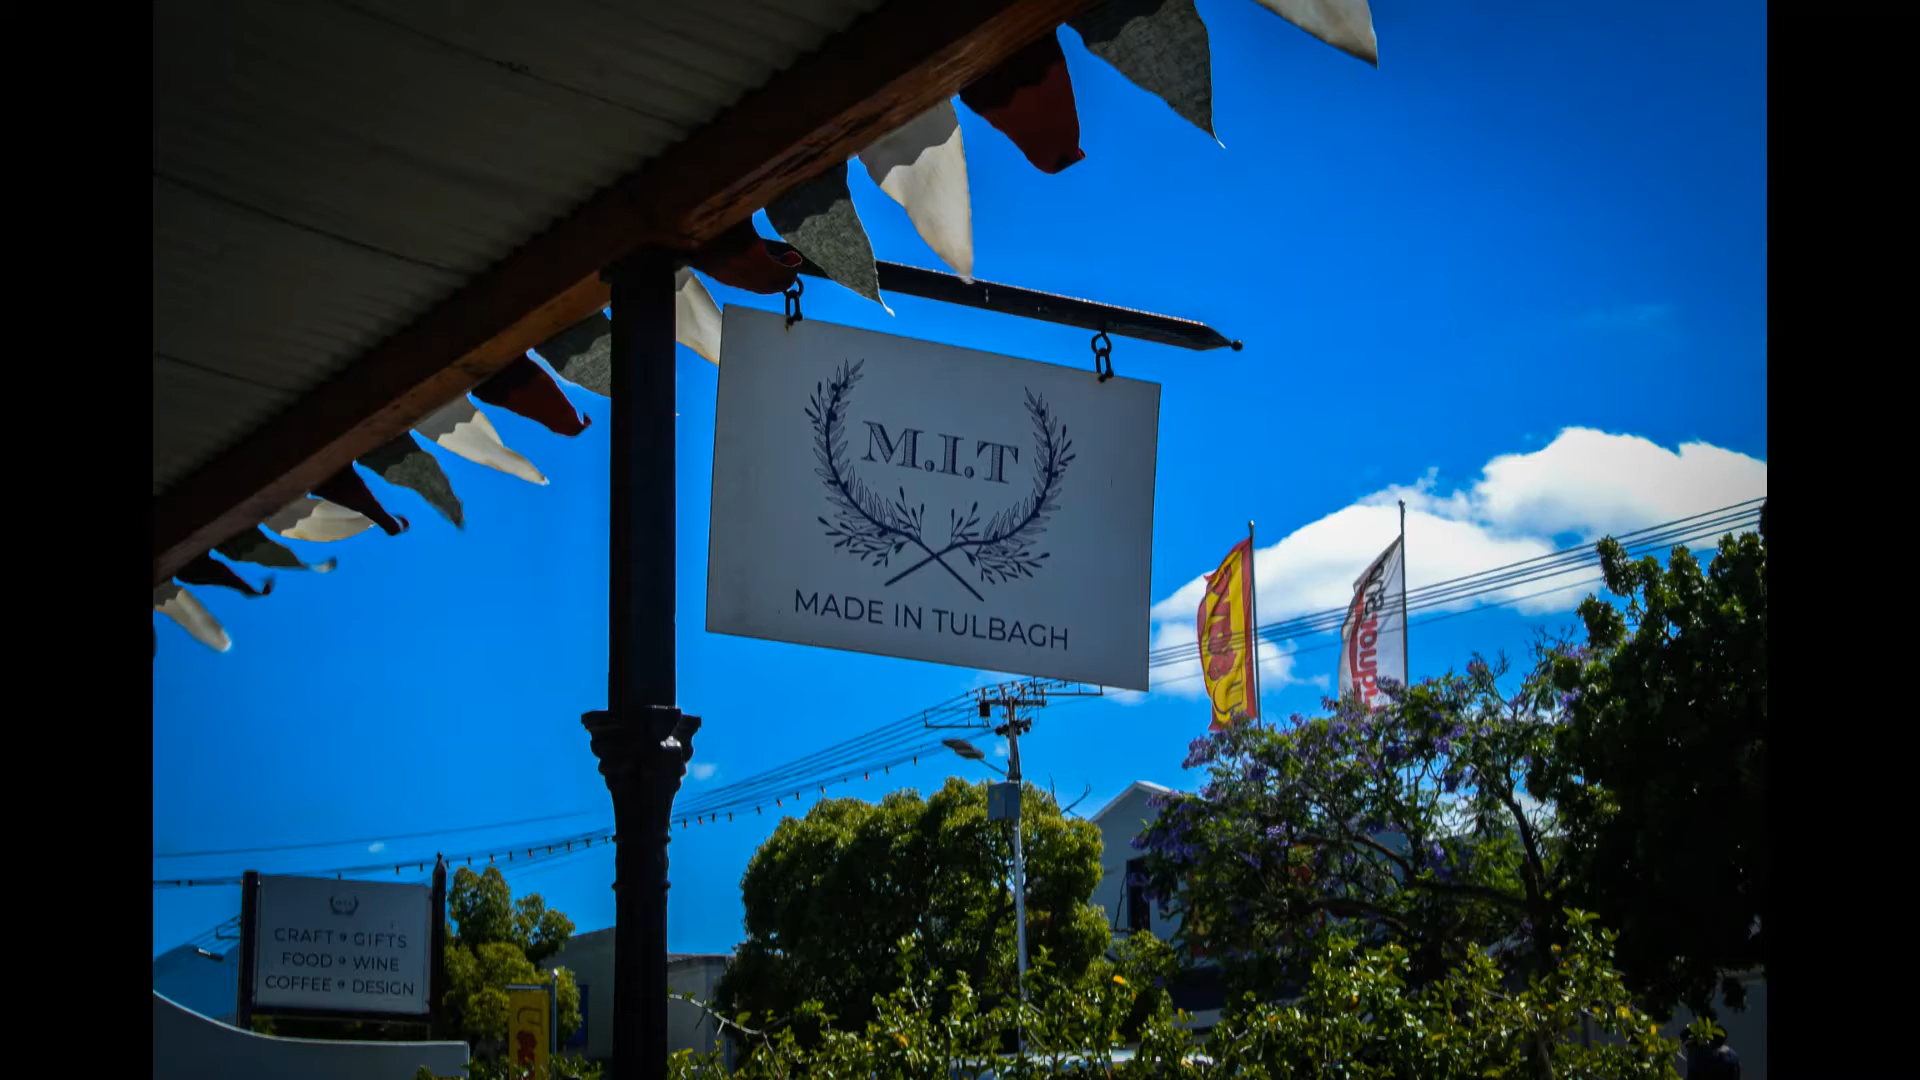 M.I.T
MADE IN TULBAGH
CRAFT GIFTS
FOOD WINE
COFFEE DESIGN